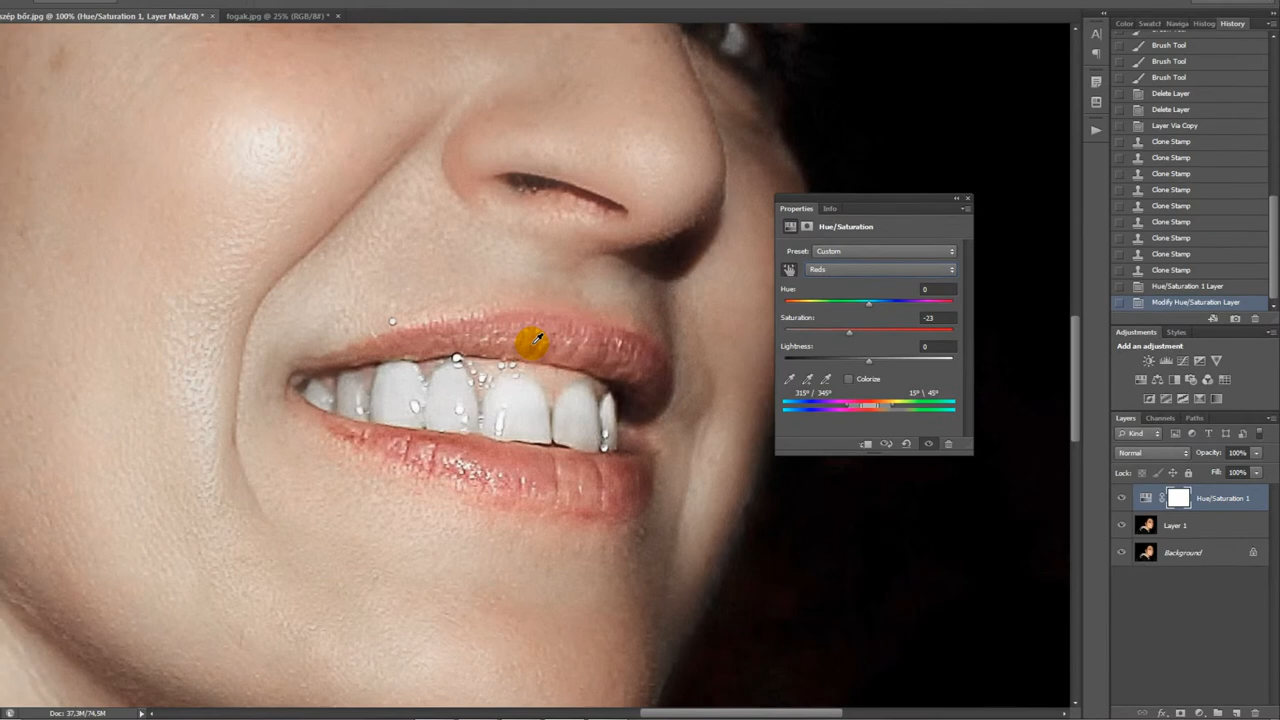 szép bőr.jpg @ 100% (Hue/Saturation 1, Layer Mask/8) * ×
fogak.jpg @ 25% (RGB/8#) * ×
Color Swatch Naviga Histog History
Brush Tool
Brush Tool
Brush Tool
Delete Layer
Delete Layer
Layer Via Copy
Clone Stamp
Clone Stamp
Clone Stamp
Clone Stamp
Clone Stamp
Clone Stamp
Clone Stamp
Clone Stamp
Clone Stamp
Hue/Saturation 1 Layer
Modify Hue/Saturation Layer
Properties Info
Hue/Saturation
Preset: Custom
Reds
Hue: 0
Saturation: -23
Lightness: 0
Colorize
315° / 345° 15° \ 45°
Adjustments Styles
Add an adjustment
Layers Channels Paths
Kind
Normal Opacity: 100%
Lock: Fill: 100%
Hue/Saturation 1
Layer 1
Background
Doc: 37,3M/74,5M